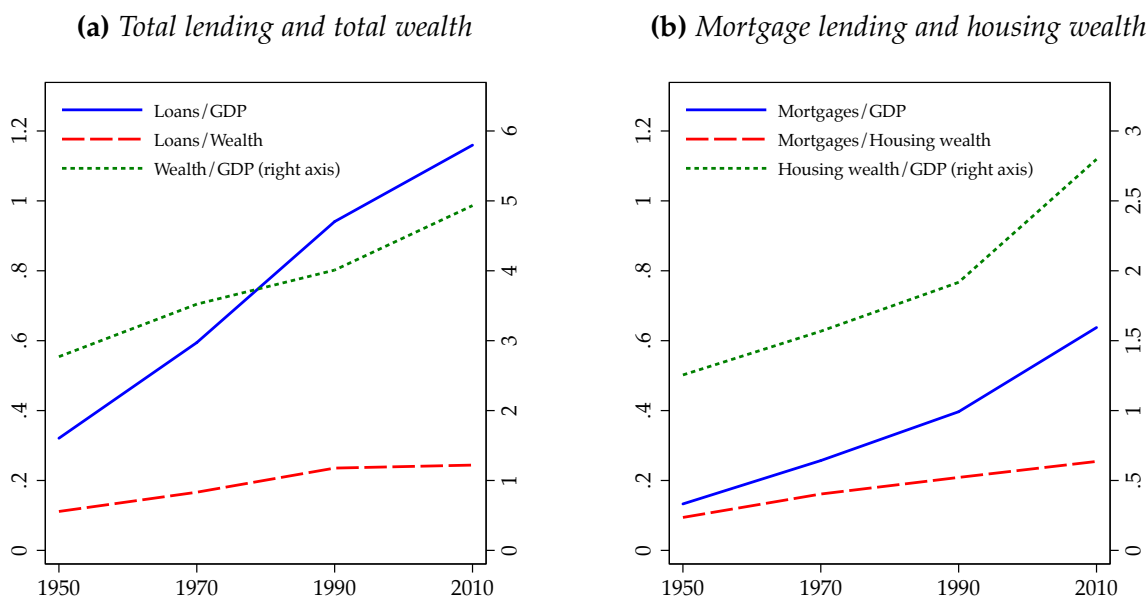 (a) Total lending and total wealth
Loans/GDP
Loans/Wealth
Wealth/GDP (right axis)
0 .2 .4 .6 .8 1 1.2
0 1 2 3 4 5 6
1950 1970 1990 2010
(b) Mortgage lending and housing wealth
Mortgages/GDP
Mortgages/Housing wealth
Housing wealth/GDP (right axis)
0 .2 .4 .6 .8 1 1.2
0 .5 1 1.5 2 2.5 3
1950 1970 1990 2010